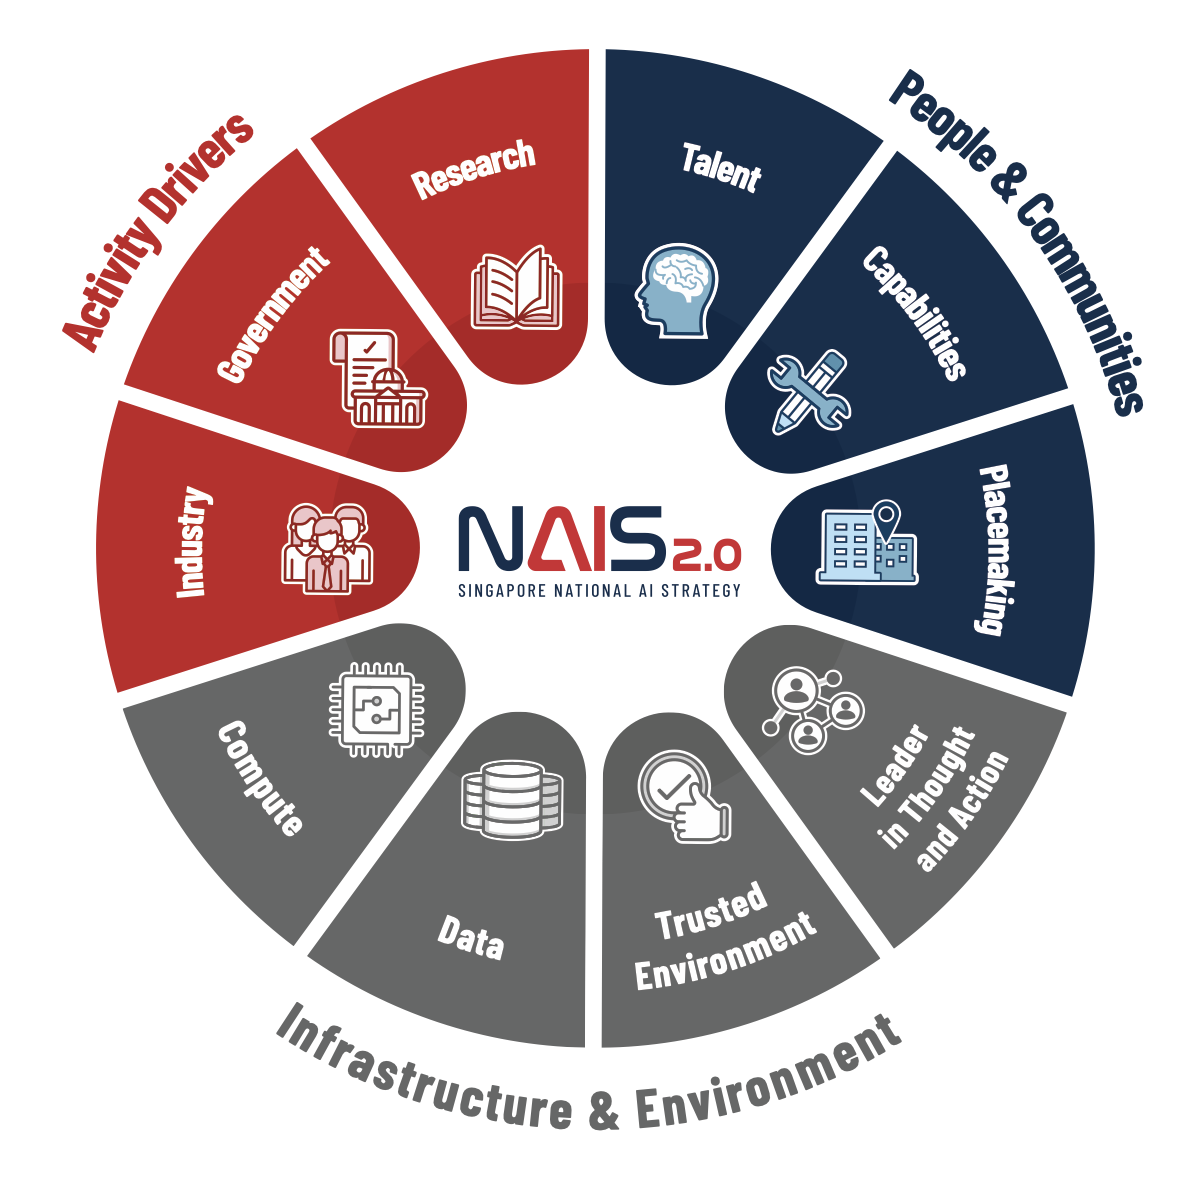 Activity Drivers
Research
Government
Industry
People & Communities
Talent
Capabilities
Placemaking
NAIS 2.0
SINGAPORE NATIONAL AI STRATEGY
Compute
Data
Trusted
Environment
Leader
in Thought
and Action
Infrastructure & Environment